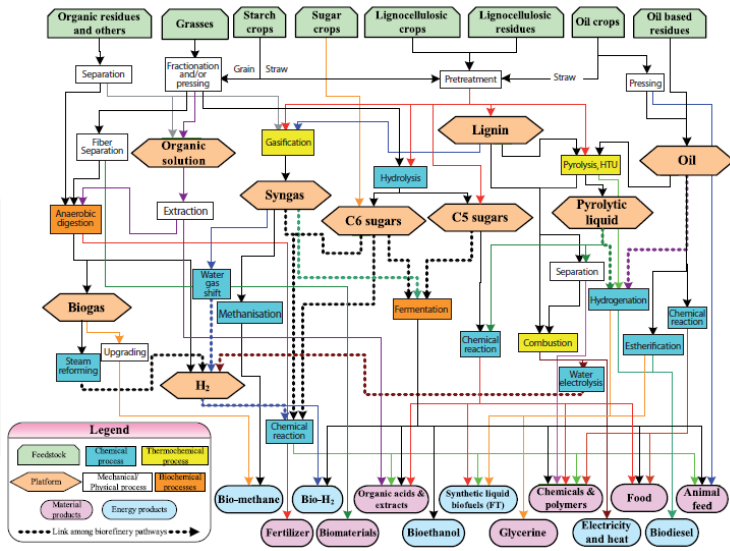 Organic residues
and others
Grasses
Starch
crops
Sugar
crops
Lignocellulosic
crops
Lignocellulosic
residues
Oil crops
Oil based
residues
Separation
Fractionation
and/or
pressing
Grain
Straw
Pretreatment
Straw
Pressing
Fiber
Separation
Organic
solution
Gasification
Lignin
Oil
Hydrolysis
Pyrolysis, HTU
Anaerobic
digestion
Extraction
Syngas
C6 sugars
C5 sugars
Pyrolytic
liquid
Water
gas
shift
Separation
Biogas
Methanisation
Fermentation
Hydrogenation
Chemical
reaction
Chemical
reaction
Combustion
Estherification
Steam
reforming
Upgrading
H2
Water
electrolysis
Chemical
reaction
Legend
Feedstock
Chemical
process
Thermochemical
process
Platform
Mechanical/
Physical process
Biochemical
processes
Material
products
Energy products
Link among biorefinery pathways
Bio-methane
Bio-H2
Organic acids &
extracts
Synthetic liquid
biofuels (FT)
Chemicals &
polymers
Food
Animal
feed
Fertilizer
Biomaterials
Bioethanol
Glycerine
Electricity
and heat
Biodiesel